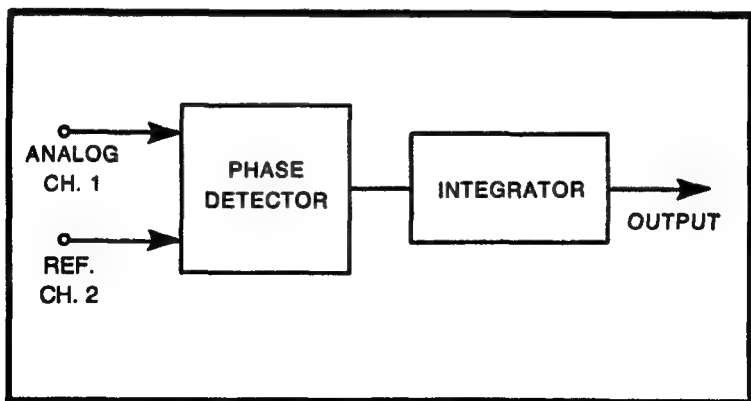 ANALOG
CH. 1
REF.
CH. 2
PHASE
DETECTOR
INTEGRATOR
OUTPUT